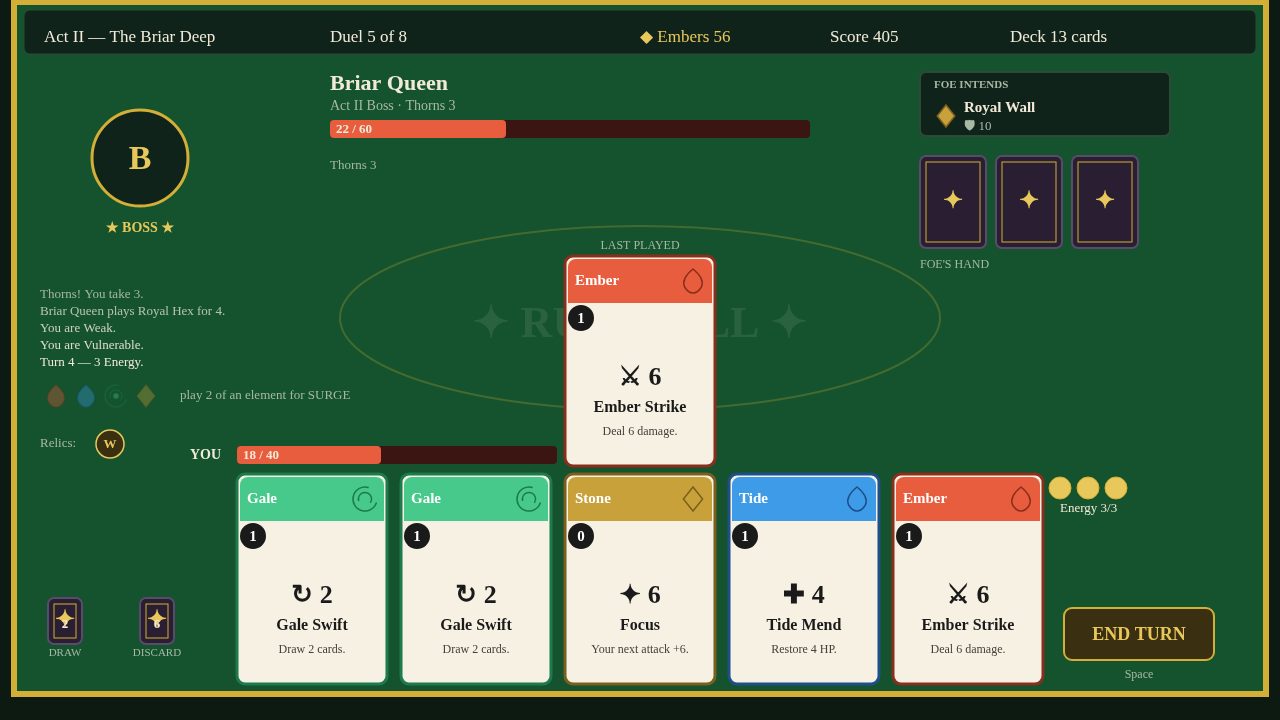 Act II — The Briar Deep
Duel 5 of 8
◆ Embers 56
Score 405
Deck 13 cards
Briar Queen
Act II Boss · Thorns 3
22 / 60
Thorns 3
FOE INTENDS
Royal Wall
10
FOE'S HAND
B
★ BOSS ★
LAST PLAYED
Ember
1
⚔ 6
Ember Strike
Deal 6 damage.
Thorns! You take 3.
Briar Queen plays Royal Hex for 4.
You are Weak.
You are Vulnerable.
Turn 4 — 3 Energy.
play 2 of an element for SURGE
Relics:
W
YOU
18 / 40
Gale
1
↻ 2
Gale Swift
Draw 2 cards.
Gale
1
↻ 2
Gale Swift
Draw 2 cards.
Stone
0
✦ 6
Focus
Your next attack +6.
Tide
1
✚ 4
Tide Mend
Restore 4 HP.
Ember
1
⚔ 6
Ember Strike
Deal 6 damage.
Energy 3/3
DRAW
DISCARD
END TURN
Space